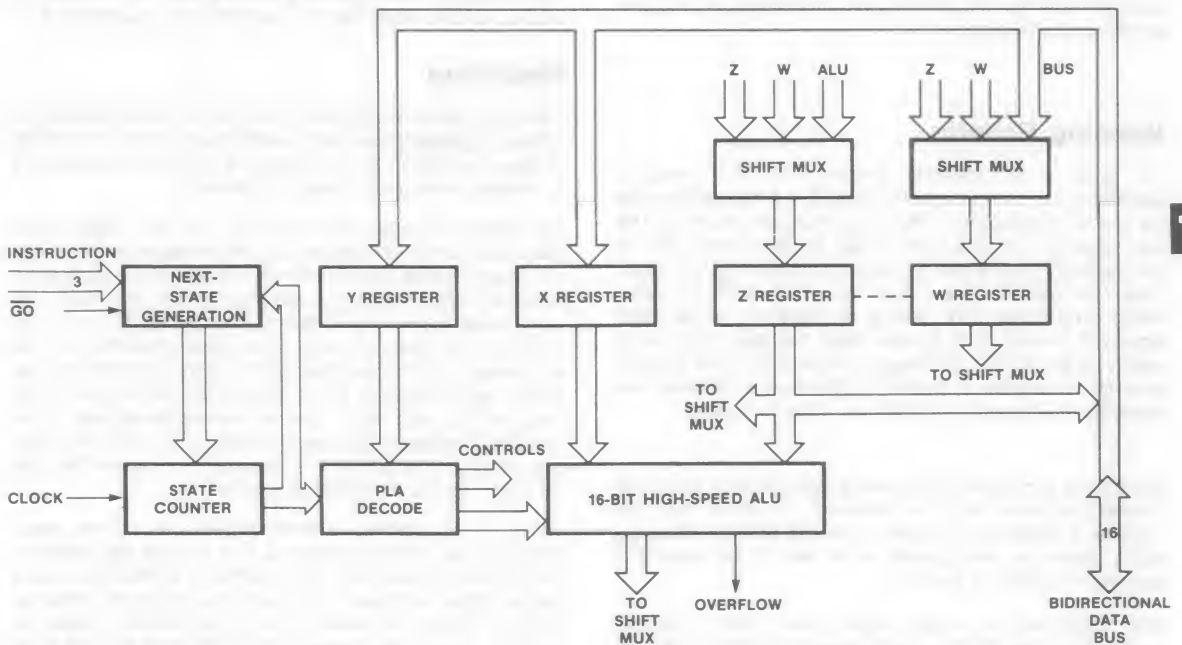 Z W ALU Z W BUS
SHIFT MUX SHIFT MUX
INSTRUCTION
3
GO
NEXT-
STATE
GENERATION
Y REGISTER X REGISTER Z REGISTER W REGISTER
TO SHIFT MUX
TO
SHIFT
MUX
CONTROLS
CLOCK
STATE
COUNTER
PLA
DECODE
16-BIT HIGH-SPEED ALU
16
TO
SHIFT
MUX
OVERFLOW
BIDIRECTIONAL
DATA
BUS